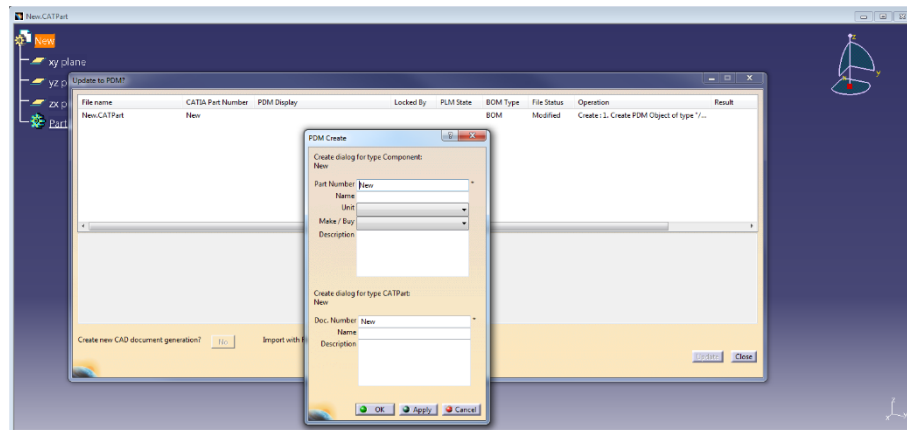 New.CATPart
New
xy plane
yz p
zx p
Part
Update to PDM?
File name CATIA Part Number PDM Display Locked By PLM State BOM Type File Status Operation Result
New.CATPart New BOM Modified Create : 1. Create PDM Object of type "/...
PDM Create
Create dialog for type Component:
New
Part Number New *
Name
Unit
Make / Buy
Description
Create dialog for type CATPart:
New
Doc. Number New *
Name
Description
Create new CAD document generation? No Import with
Update Close
OK Apply Cancel
z
y
x
z
x